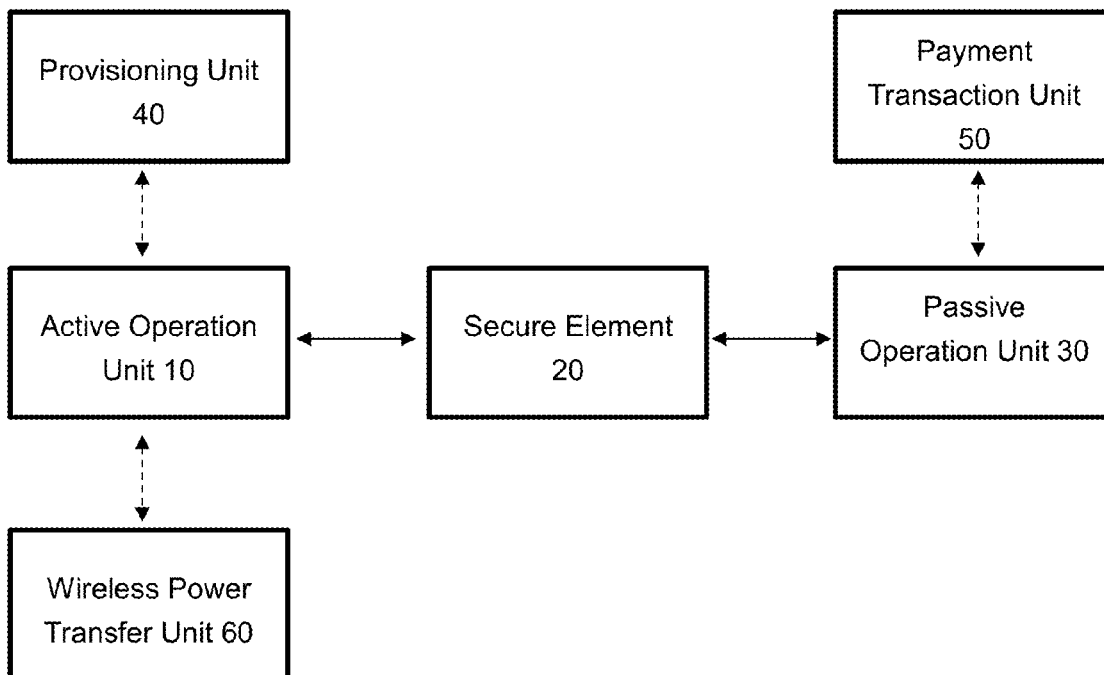 Provisioning Unit
40
Payment
Transaction Unit
50
Active Operation
Unit 10
Secure Element
20
Passive
Operation Unit 30
Wireless Power
Transfer Unit 60